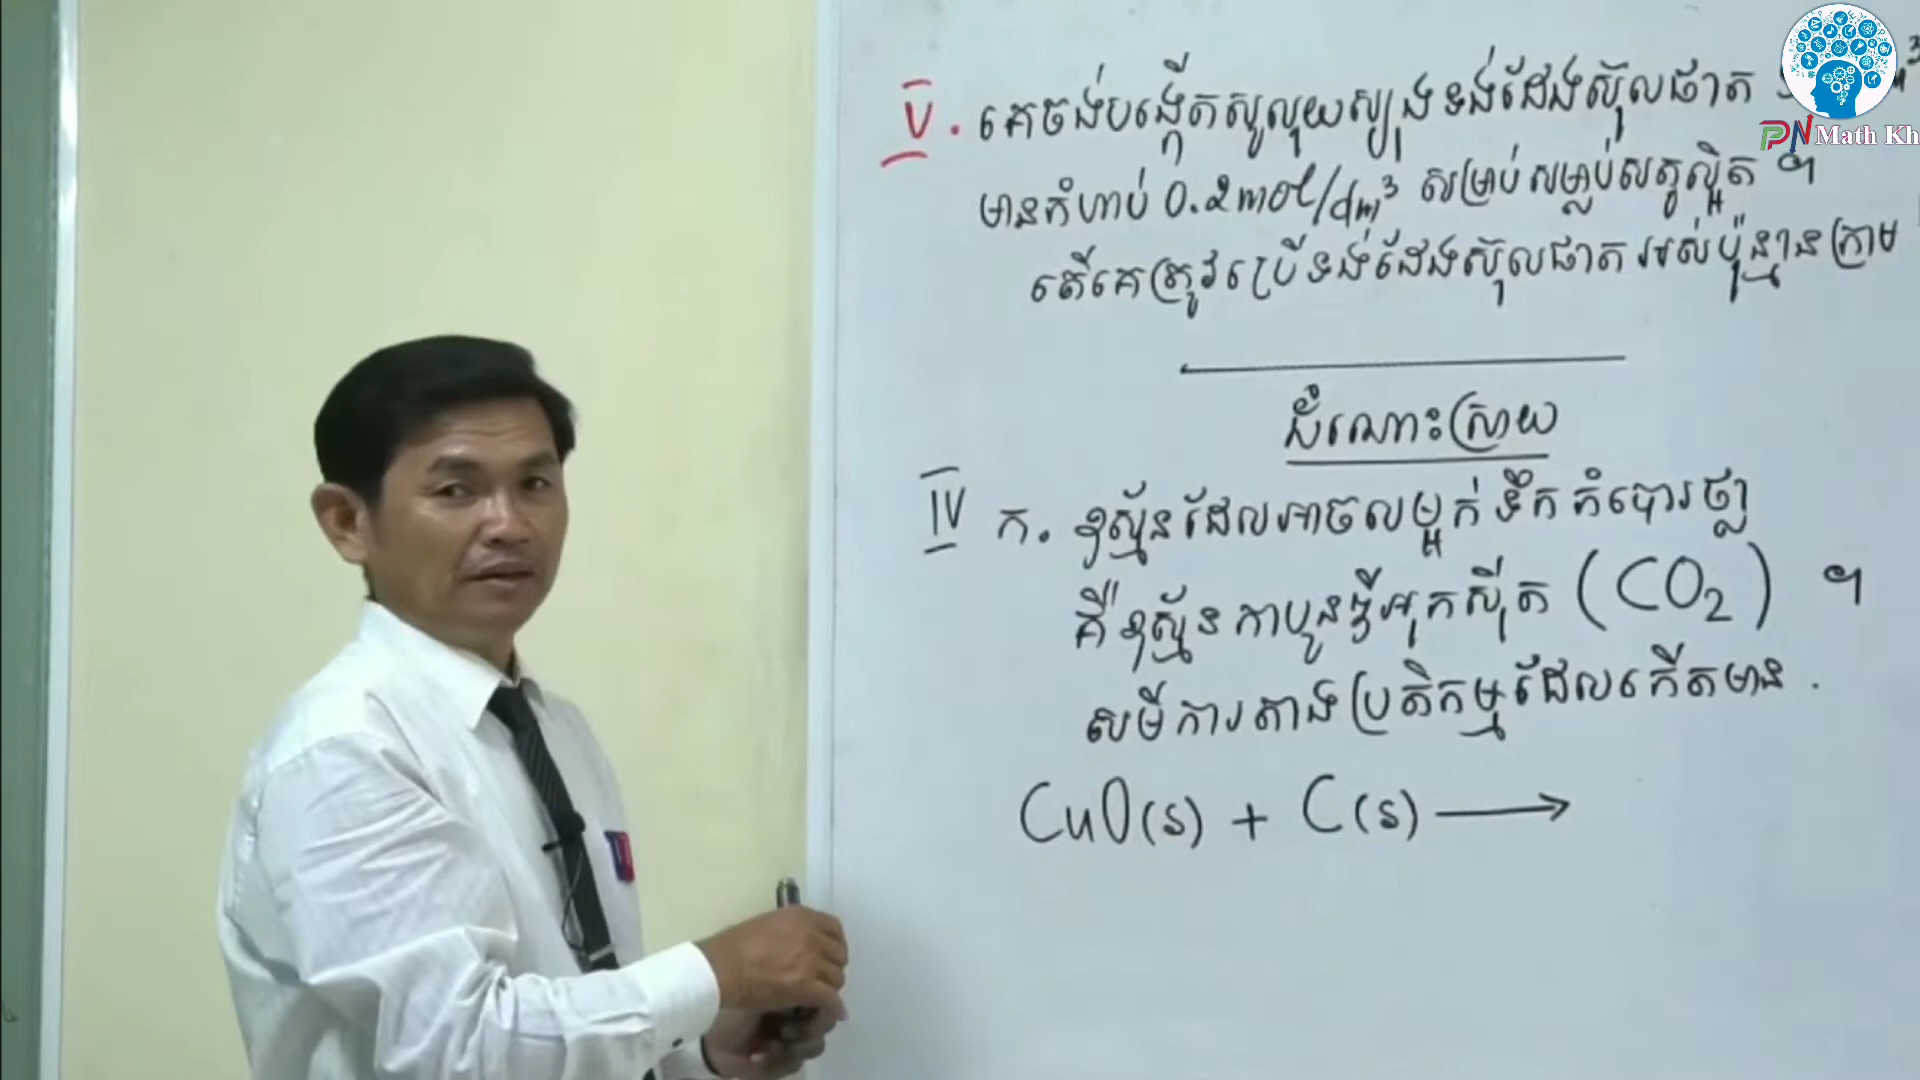 V. គេចង់បង្កើតសូលុយស្យុងទង់ដែងស៊ុលផាត
មានកំហាប់ 0.2 mol/dm³ សម្រាប់សម្លាប់សត្វល្អិត ។
តើគេត្រូវប្រើទង់ដែងស៊ុលផាតអស់ប៉ុន្មានក្រាម
ដំណោះស្រាយ
IV ក. ឧស្ម័នដែលអាចលម្អក់ទឹកកំបោរថ្លា
គឺឧស្ម័នកាបូនឌីអុកស៊ីត (CO₂) ។
សមីការតាងប្រតិកម្មដែលកើតមាន.
CuO(s) + C(s) ⟶
PN Math Kh